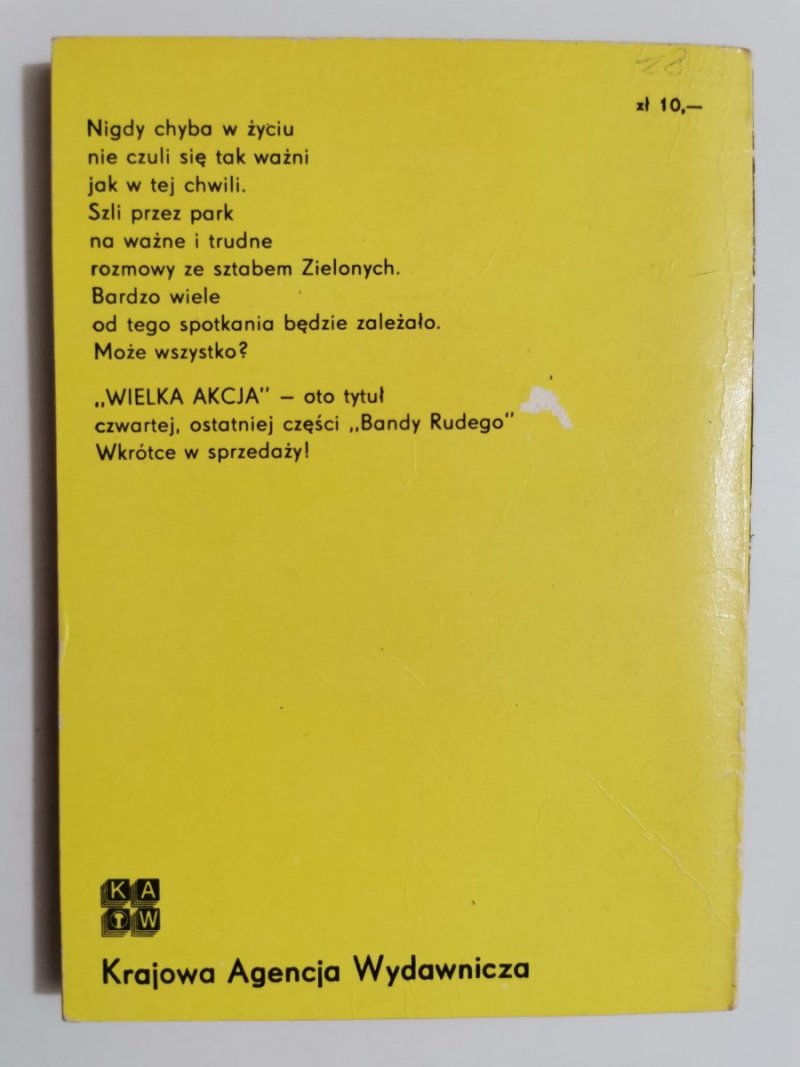 48
zł 10,—
Nigdy chyba w życiu
nie czuli się tak ważni
jak w tej chwili.
Szli przez park
na ważne i trudne
rozmowy ze sztabem Zielonych.
Bardzo wiele
od tego spotkania będzie zależało.
Może wszystko?
„WIELKA AKCJA" – oto tytuł
czwartej, ostatniej części „Bandy Rudego"
Wkrótce w sprzedaży!
K A
W
Krajowa Agencja Wydawnicza